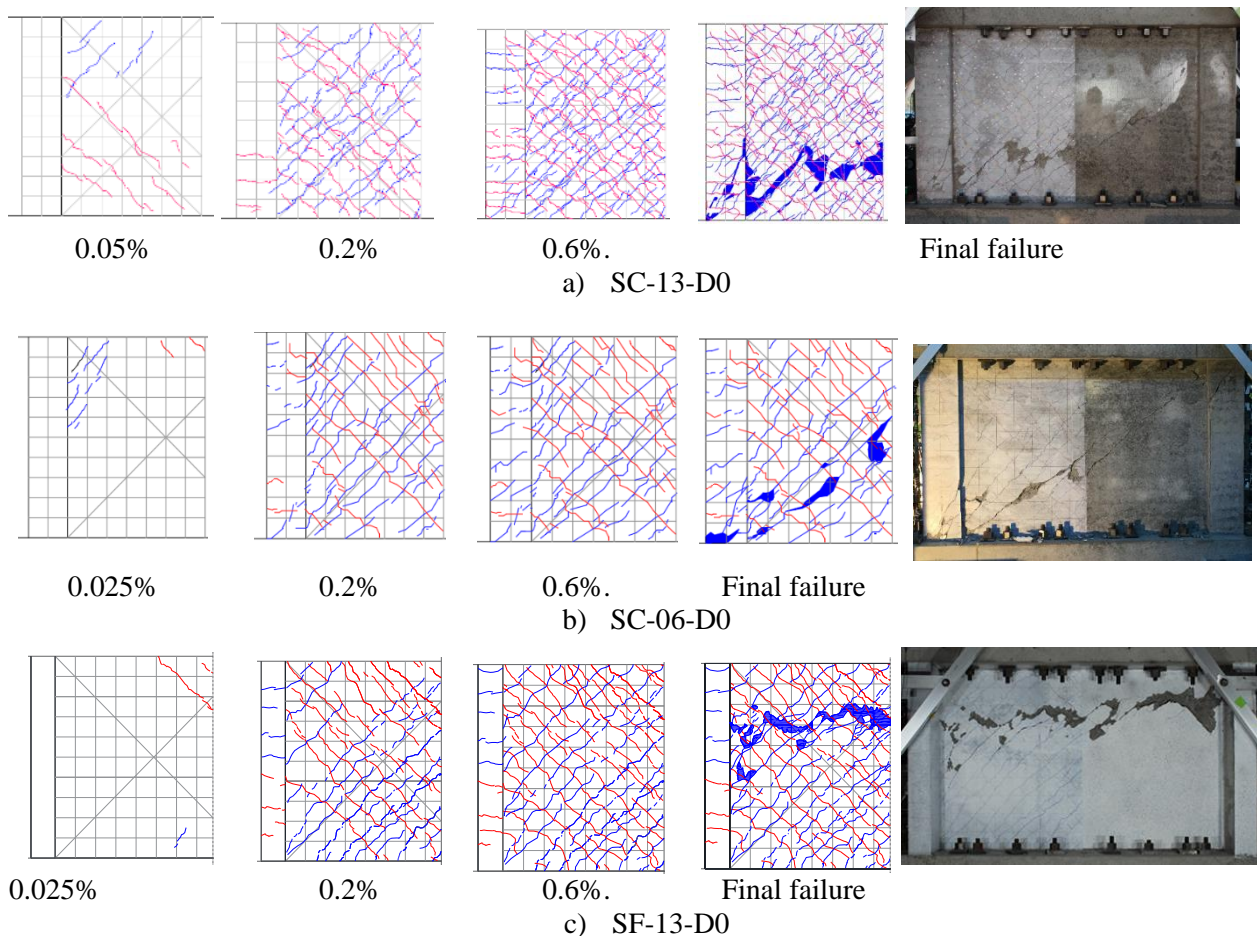 0.05% 0.2% 0.6%. Final failure
a) SC-13-D0
0.025% 0.2% 0.6%. Final failure
b) SC-06-D0
0.025% 0.2% 0.6%. Final failure
c) SF-13-D0